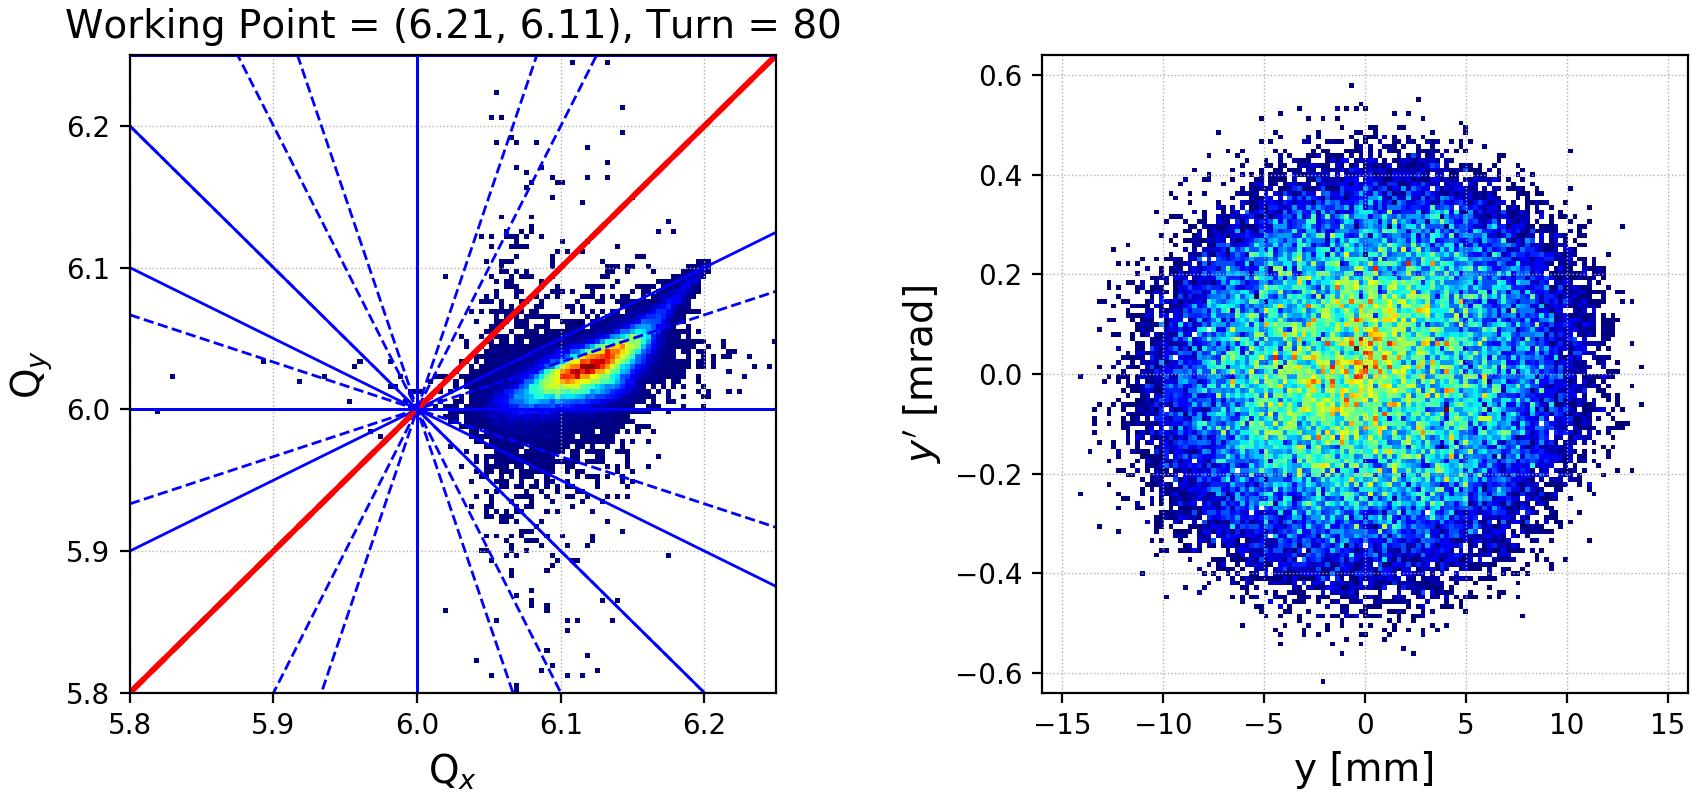 Working Point = (6.21, 6.11), Turn = 80
6.2
6.1
6.0
5.9
5.8
Q_y
5.8 5.9 6.0 6.1 6.2
Q_x
0.6
0.4
0.2
0.0
−0.2
−0.4
−0.6
y′ [mrad]
−15 −10 −5 0 5 10 15
y [mm]